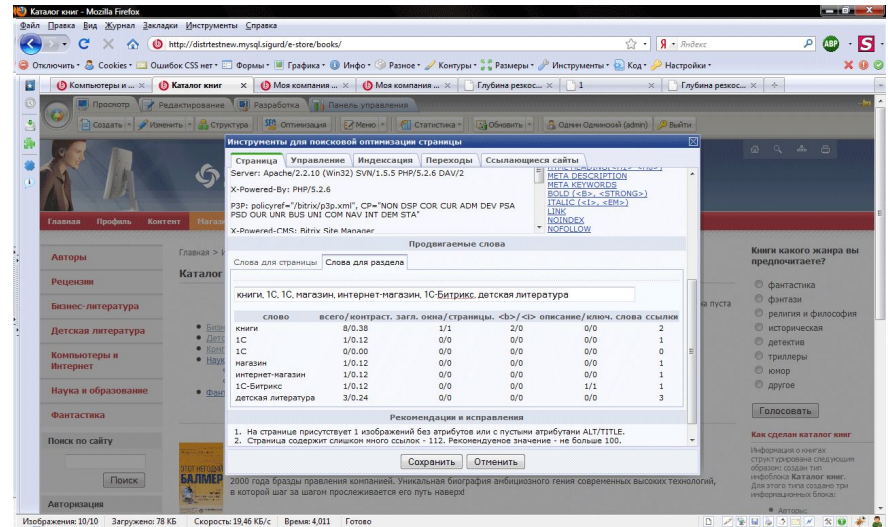 Каталог книг - Mozilla Firefox
Файл Правка Вид Журнал Закладки Инструменты Справка
http://distrtestnew.mysql.sigurd/e-store/books/
Яндекс
ABP
Отключить Cookies Ошибок CSS нет Формы Графика Инфо Разное Контуры Размеры Инструменты Код Настройки
Компьютеры и ... Каталог книг Моя компания ... Моя компания ... Глубина резкос... 1 Глубина резкос...
Просмотр Редактирование Разработка Панель управления
Создать Изменить Структура Оптимизация Меню Статистика Обновить Один Одинокий (admin) Выйти
Инструменты для поисковой оптимизации страницы
Страница Управление Индексация Переходы Ссылающиеся сайты
Server: Apache/2.2.10 (Win32) SVN/1.5.5 PHP/5.2.6 DAV/2
X-Powered-By: PHP/5.2.6
P3P: policyref="/bitrix/p3p.xml", CP="NON DSP COR CUR ADM DEV PSA
PSD OUR UNR BUS UNI COM NAV INT DEM STA"
X-Powered-CMS: Bitrix Site Manager
META DESCRIPTION
META KEYWORDS
BOLD (<B>, <STRONG>)
ITALIC (<I>, <EM>)
LINK
NOINDEX
NOFOLLOW
Главная Профиль Контент
Главная >
Каталог
Авторы
Рецензии
Бизнес-литература
Детская литература
Компьютеры и
Интернет
Наука и образование
Фантастика
Поиск по сайту
Поиск
Авторизация
Продвигаемые слова
Слова для страницы Слова для раздела
книги, 1С, 1C, магазин, интернет-магазин, 1С-Битрикс, детская литература
слово всего/контраст. загл. окна/страницы. <b>/<i> описание/ключ. слова ссылки
книги 8/0.38 1/1 2/0 0/0 2
1С 1/0.12 0/0 0/0 0/0 1
1C 0/0.00 0/0 0/0 0/0 0
магазин 1/0.12 0/0 0/0 0/0 1
интернет-магазин 1/0.12 0/0 0/0 0/0 1
1С-Битрикс 1/0.12 0/0 0/0 1/1 1
детская литература 3/0.24 0/0 0/0 0/0 3
Рекомендации и исправления
1. На странице присутствует 1 изображений без атрибутов или с пустыми атрибутами ALT/TITLE.
2. Страница содержит слишком много ссылок - 112. Рекомендуемое значение - не больше 100.
Сохранить Отменить
БАЛМЕР
2000 года бразды правления компанией. Уникальная биография амбициозного гения современных высоких технологий,
в которой шаг за шагом прослеживается его путь наверх!
на пуста
Книги какого жанра вы
предпочитаете?
фантастика
фэнтази
религия и философия
историческая
детектив
триллеры
юмор
другое
Голосовать
Как сделан каталог книг
Информация о книгах
структурирована следующим
образом: создан тип
инфоблока Каталог книг.
Для этого типа создано три
информационных блока:
Авторы:
Изображения: 10/10 Загружено: 78 КБ Скорость: 19,46 КБ/с Время: 4,011 Готово